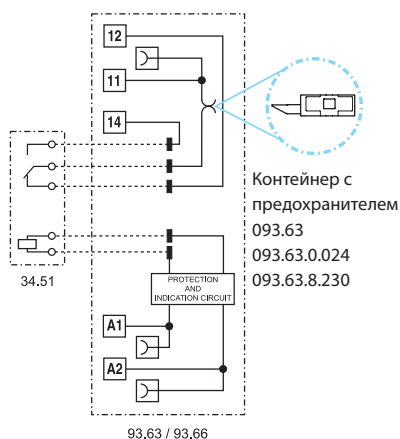 12
11
14
Контейнер с
предохранителем
093.63
093.63.0.024
093.63.8.230
34.51
PROTECTION
AND
INDICATION CIRCUIT
A1
A2
93.63 / 93.66